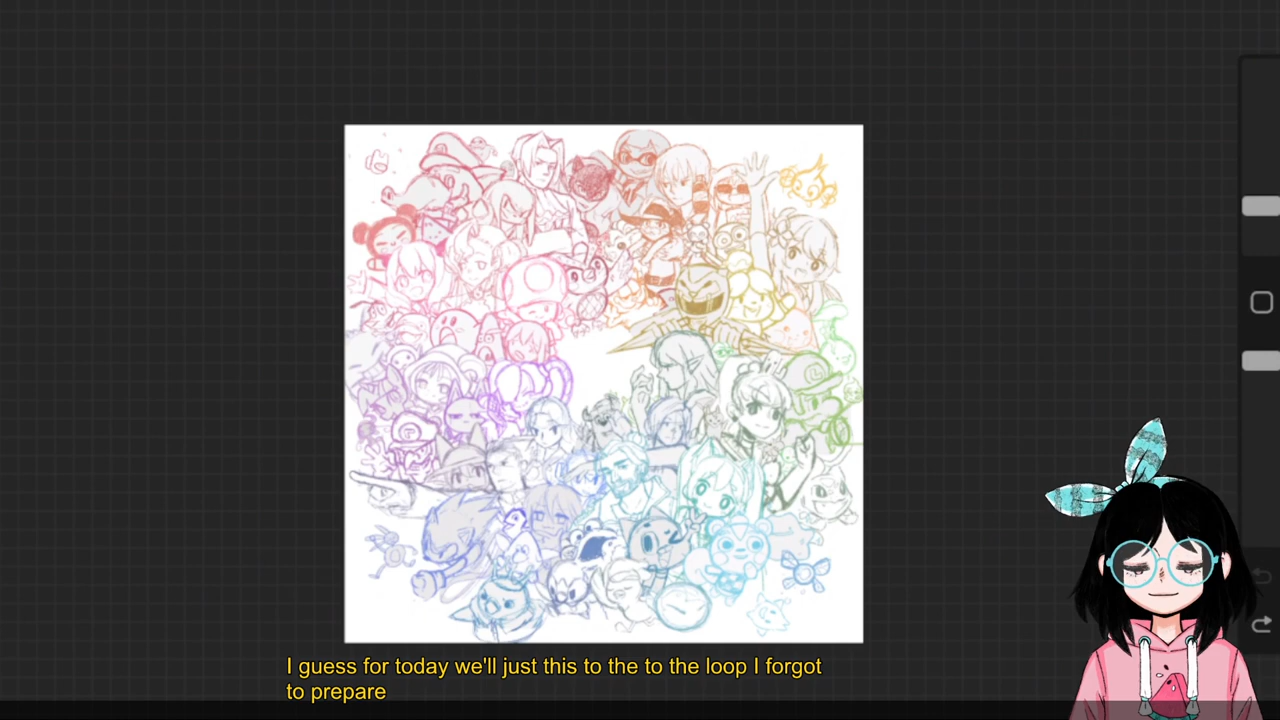 I guess for today we'll just this to the to the loop I forgot
to prepare